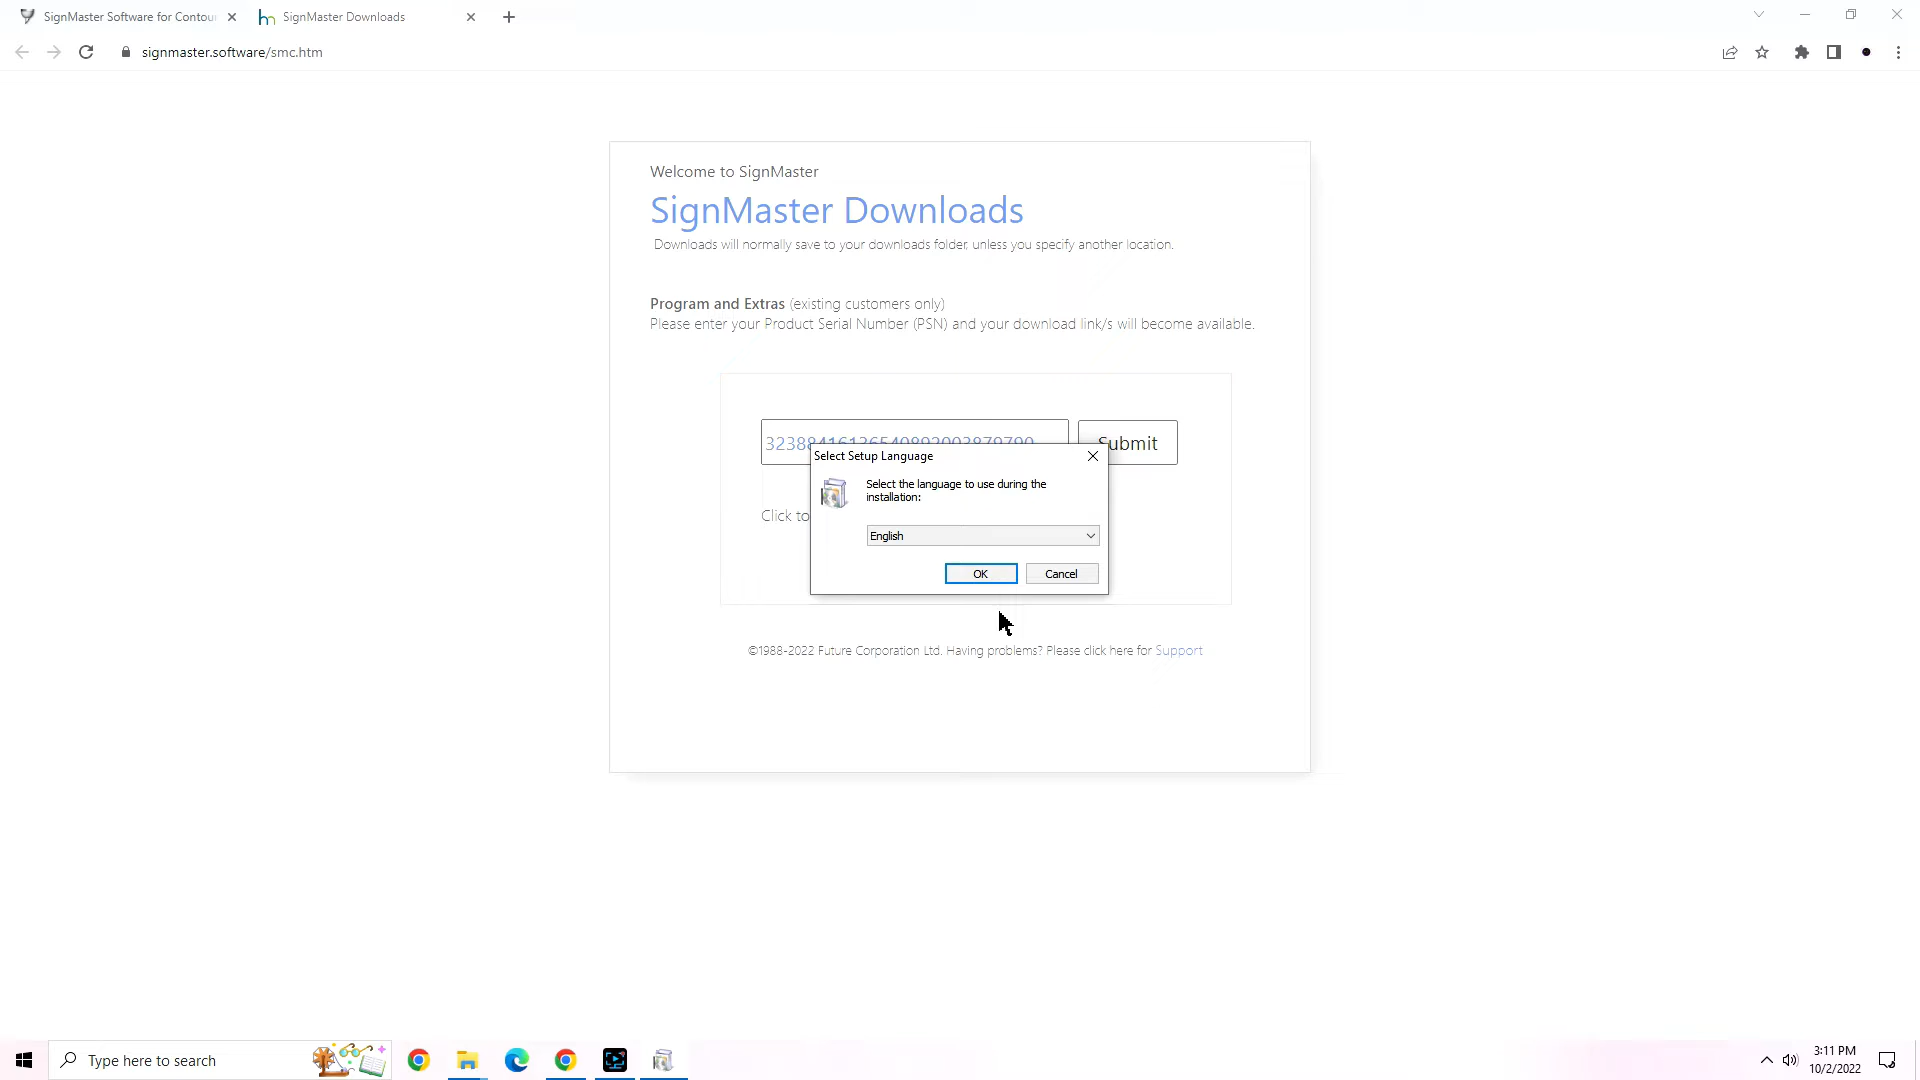 SignMaster Software for Contour
SignMaster Downloads
signmaster.software/smc.htm
Welcome to SignMaster
SignMaster Downloads
Downloads will normally save to your downloads folder, unless you specify another location.
Program and Extras (existing customers only)
Please enter your Product Serial Number (PSN) and your download link/s will become available.
Submit
Select Setup Language
Select the language to use during the
installation:
Click to
English
OK
Cancel
©1988-2022 Future Corporation Ltd. Having problems? Please click here for Support
Type here to search
3:11 PM
10/2/2022